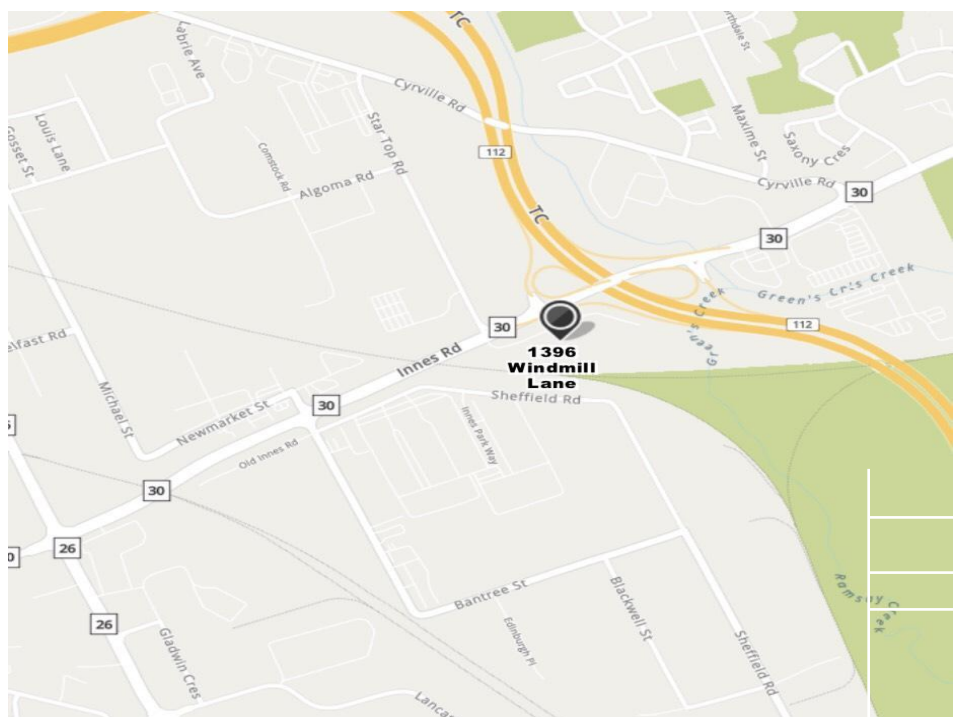 TC
Labrie Ave
Northdale St
Cyrville Rd
Louis Lane
Gosset St
Star Top Rd
Maxime St
Saxony Cres
Comstock Rd
112
Algoma Rd
Cyrville Rd
30
TC
30
Green's Creek
Green's
Creek
30
112
Innes Rd
1396
Windmill
Lane
Michael St
Sheffield Rd
Newmarket St
30
Innes Park Way
Old Innes Rd
30
26
Bantree St
Blackwell St
Ramsay Creek
26
Gladwin Cres
Edinburgh Pl
Sheffield Rd